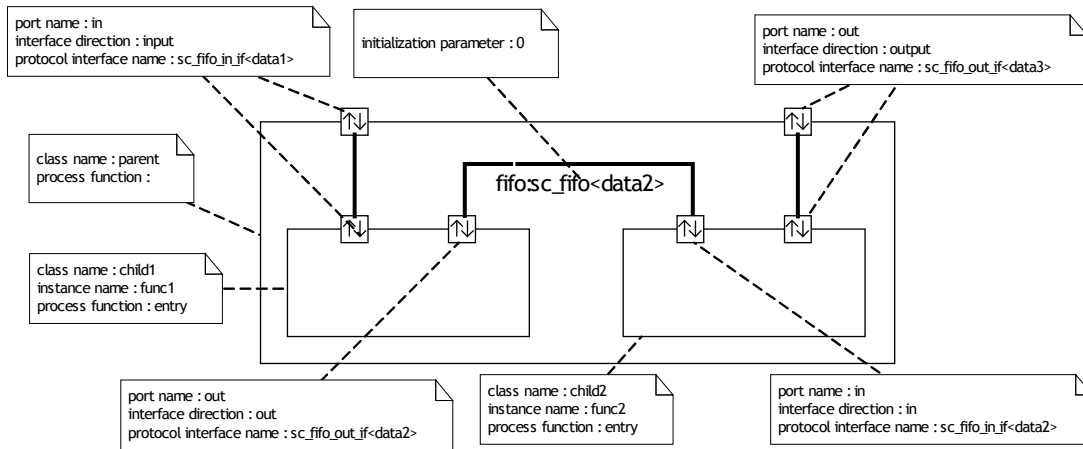 port name : in
interface direction : input
protocol interface name : sc_fifo_in_if<data1>
initialization parameter : 0
port name : out
interface direction : output
protocol interface name : sc_fifo_out_if<data3>
class name : parent
process function :
fifo:sc_fifo<data2>
class name : child1
instance name : func1
process function : entry
port name : out
interface direction : out
protocol interface name : sc_fifo_out_if<data2>
class name : child2
instance name : func2
process function : entry
port name : in
interface direction : in
protocol interface name : sc_fifo_in_if<data2>